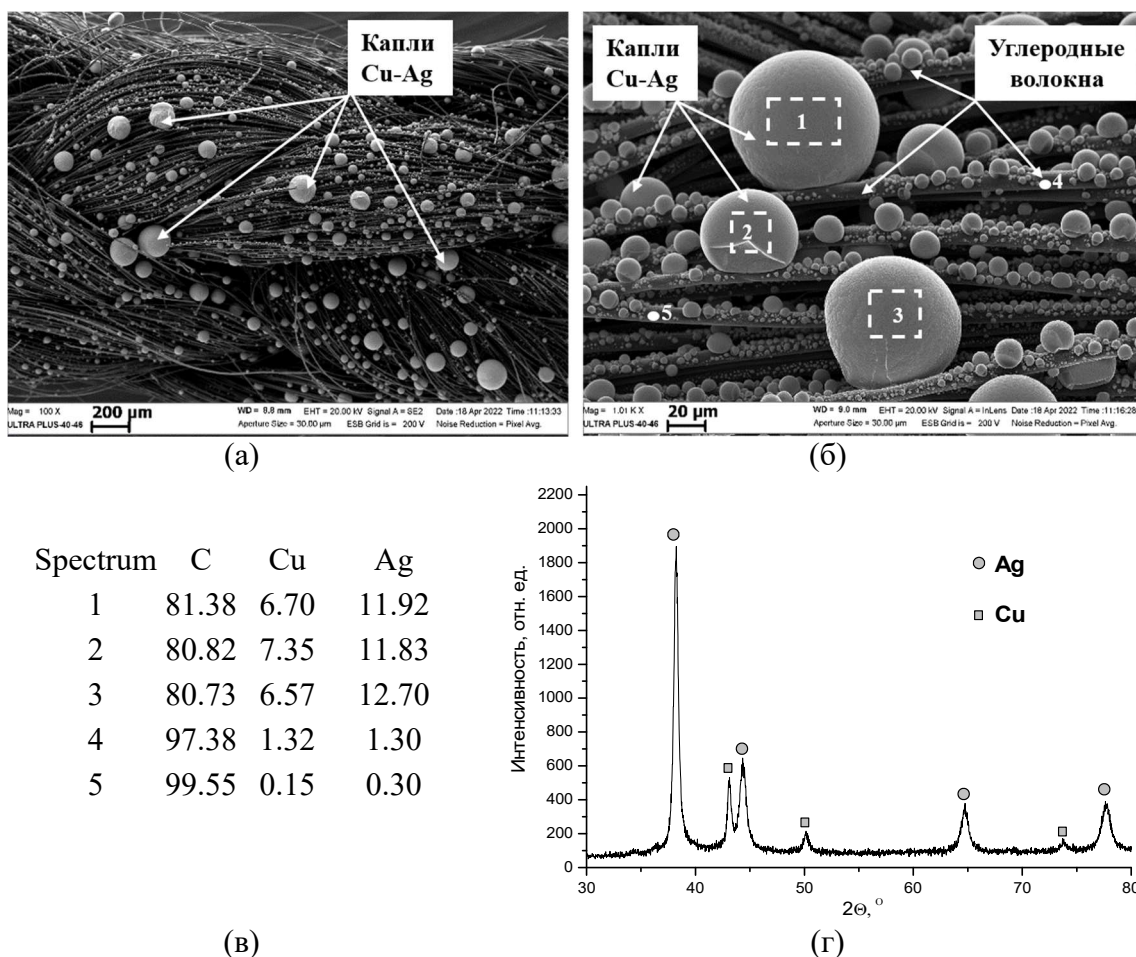 Капли
Cu-Ag
Mag = 100 X
200 µm
WD = 8.8 mm
EHT = 20.00 kV Signal A = SE2
Date :18 Apr 2022 Time :11:13:33
ULTRA PLUS-40-46
Aperture Size = 30.00 µm
ESB Grid is = 200 V
Noise Reduction = Pixel Avg.
(а)
Капли
Cu-Ag
Углеродные
волокна
1
2
3
4
5
Mag = 1.01 K X
20 µm
WD = 9.0 mm
EHT = 20.00 kV Signal A = InLens
Date :18 Apr 2022 Time :11:16:28
ULTRA PLUS-40-46
Aperture Size = 30.00 µm
ESB Grid is = 200 V
Noise Reduction = Pixel Avg.
(б)
Spectrum C Cu Ag
1 81.38 6.70 11.92
2 80.82 7.35 11.83
3 80.73 6.57 12.70
4 97.38 1.32 1.30
5 99.55 0.15 0.30
(в)
Интенсивность, отн. ед.
2200
2000
1800
1600
1400
1200
1000
800
600
400
200
0
30 40 50 60 70 80
2Θ, °
Ag
Cu
(г)